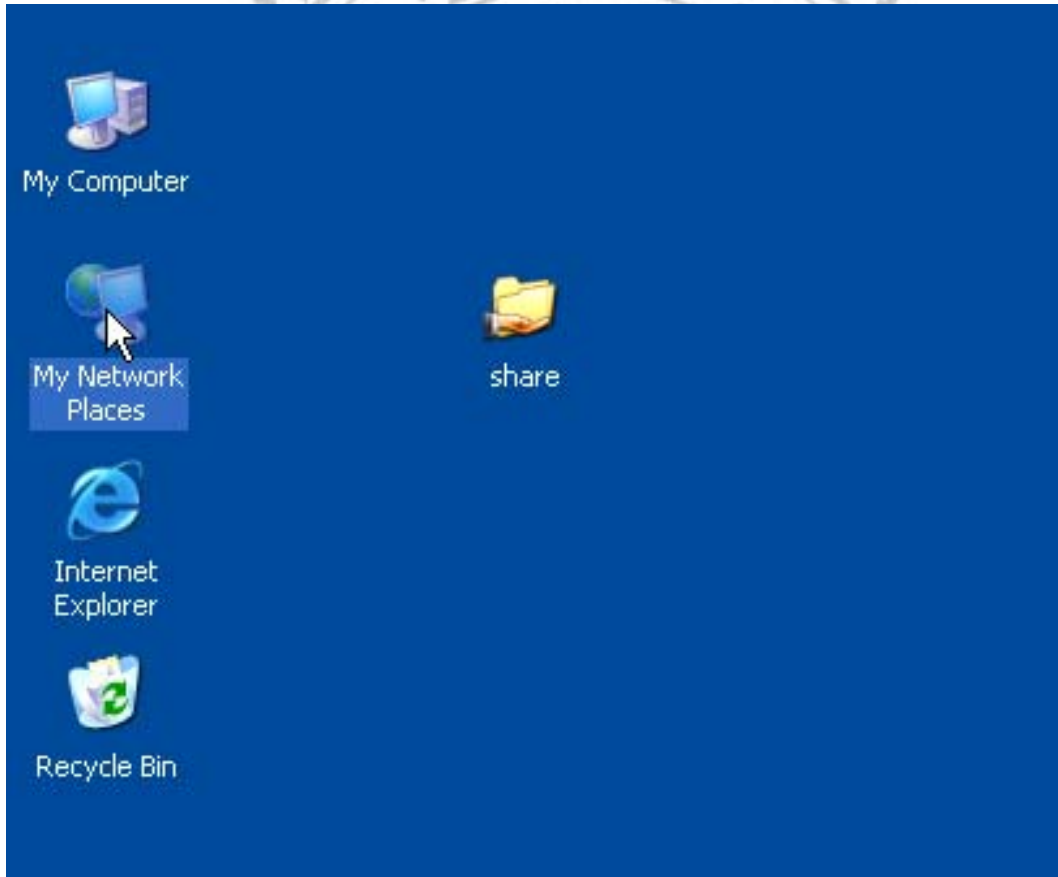 My Computer
My Network
Places
share
Internet
Explorer
Recycle Bin